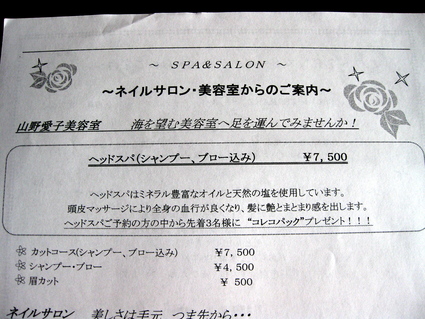 ～ SPA&SALON ～
～ネイルサロン・美容室からのご案内～
山野愛子美容室 海を望む美容室へ足を運んでみませんか！
ヘッドスパ(シャンプー、ブロー込み) ￥7,500
ヘッドスパはミネラル豊富なオイルと天然の塩を使用しています。
頭皮マッサージにより全身の血行が良くなり、髪に艶とまとまり感を出します。
ヘッドスパご予約の方の中から先着3名様に “コレコパック”プレゼント！！！
カットコース(シャンプー、ブロー込み) ￥7,500
シャンプー・ブロー ￥4,500
眉カット ￥ 500
ネイルサロン 美しさは手元 つま先から・・・